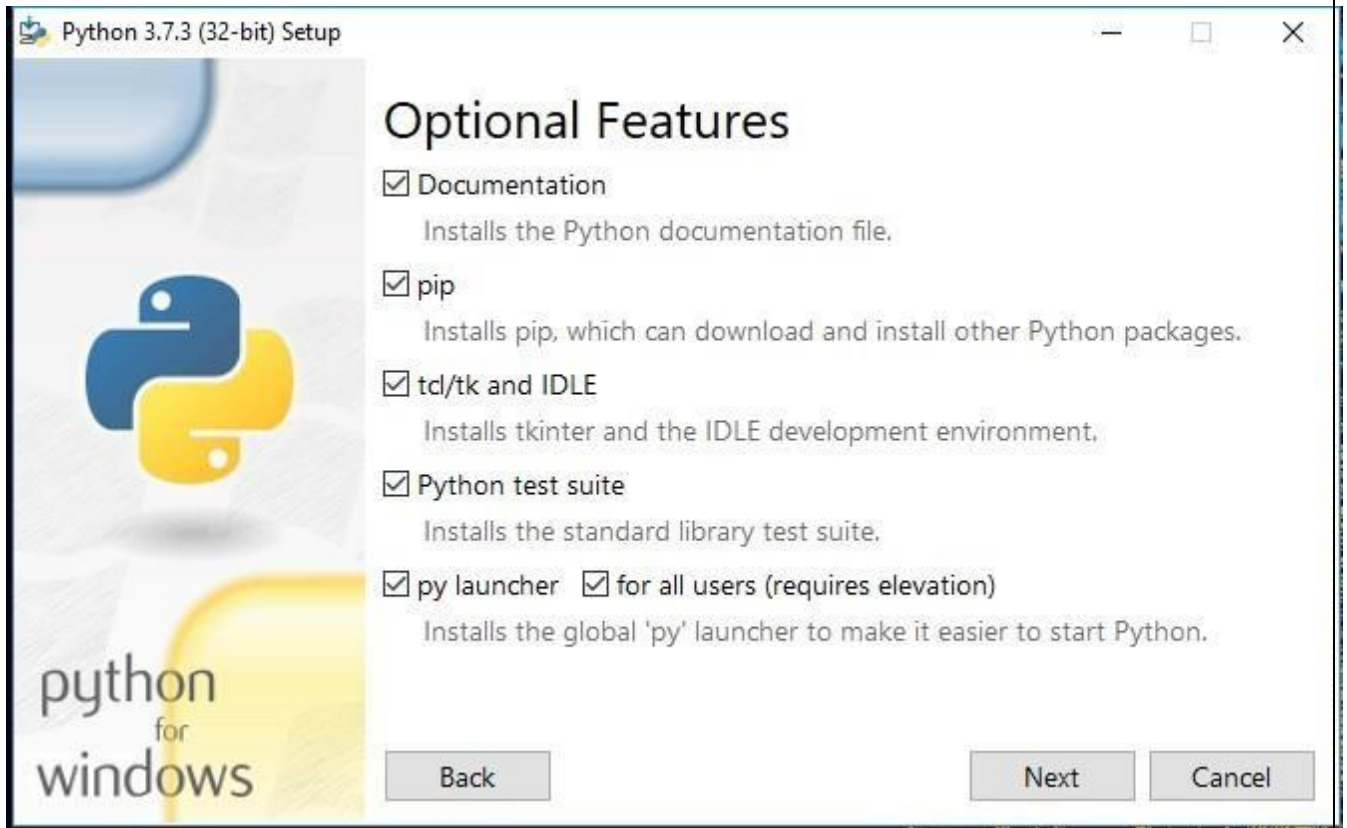 Python 3.7.3 (32-bit) Setup
Optional Features
Documentation
Installs the Python documentation file.
pip
Installs pip, which can download and install other Python packages.
tcl/tk and IDLE
Installs tkinter and the IDLE development environment.
Python test suite
Installs the standard library test suite.
py launcher for all users (requires elevation)
Installs the global 'py' launcher to make it easier to start Python.
python
for
windows
Back Next Cancel